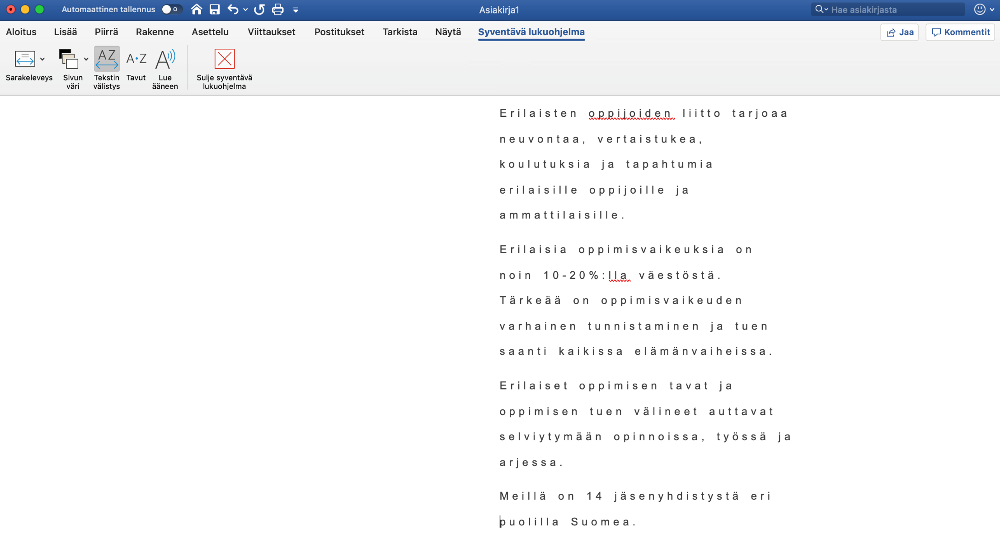 Automaattinen tallennus
Asiakirja1
Hae asiakirjasta
Aloitus Lisää Piirrä Rakenne Asettelu Viittaukset Postitukset Tarkista Näytä Syventävä lukuohjelma Jaa Kommentit
Sarakeleveys
Sivun väri
Tekstin välistys
Tavut
Lue ääneen
Sulje syventävä lukuohjelma
Erilaisten oppijoiden liitto tarjoaa
neuvontaa, vertaistukea,
koulutuksia ja tapahtumia
erilaisille oppijoille ja
ammattilaisille.
Erilaisia oppimisvaikeuksia on
noin 10-20%:lla väestöstä.
Tärkeää on oppimisvaikeuden
varhainen tunnistaminen ja tuen
saanti kaikissa elämänvaiheissa.
Erilaiset oppimisen tavat ja
oppimisen tuen välineet auttavat
selviytymään opinnoissa, työssä ja
arjessa.
Meillä on 14 jäsenyhdistystä eri
puolilla Suomea.